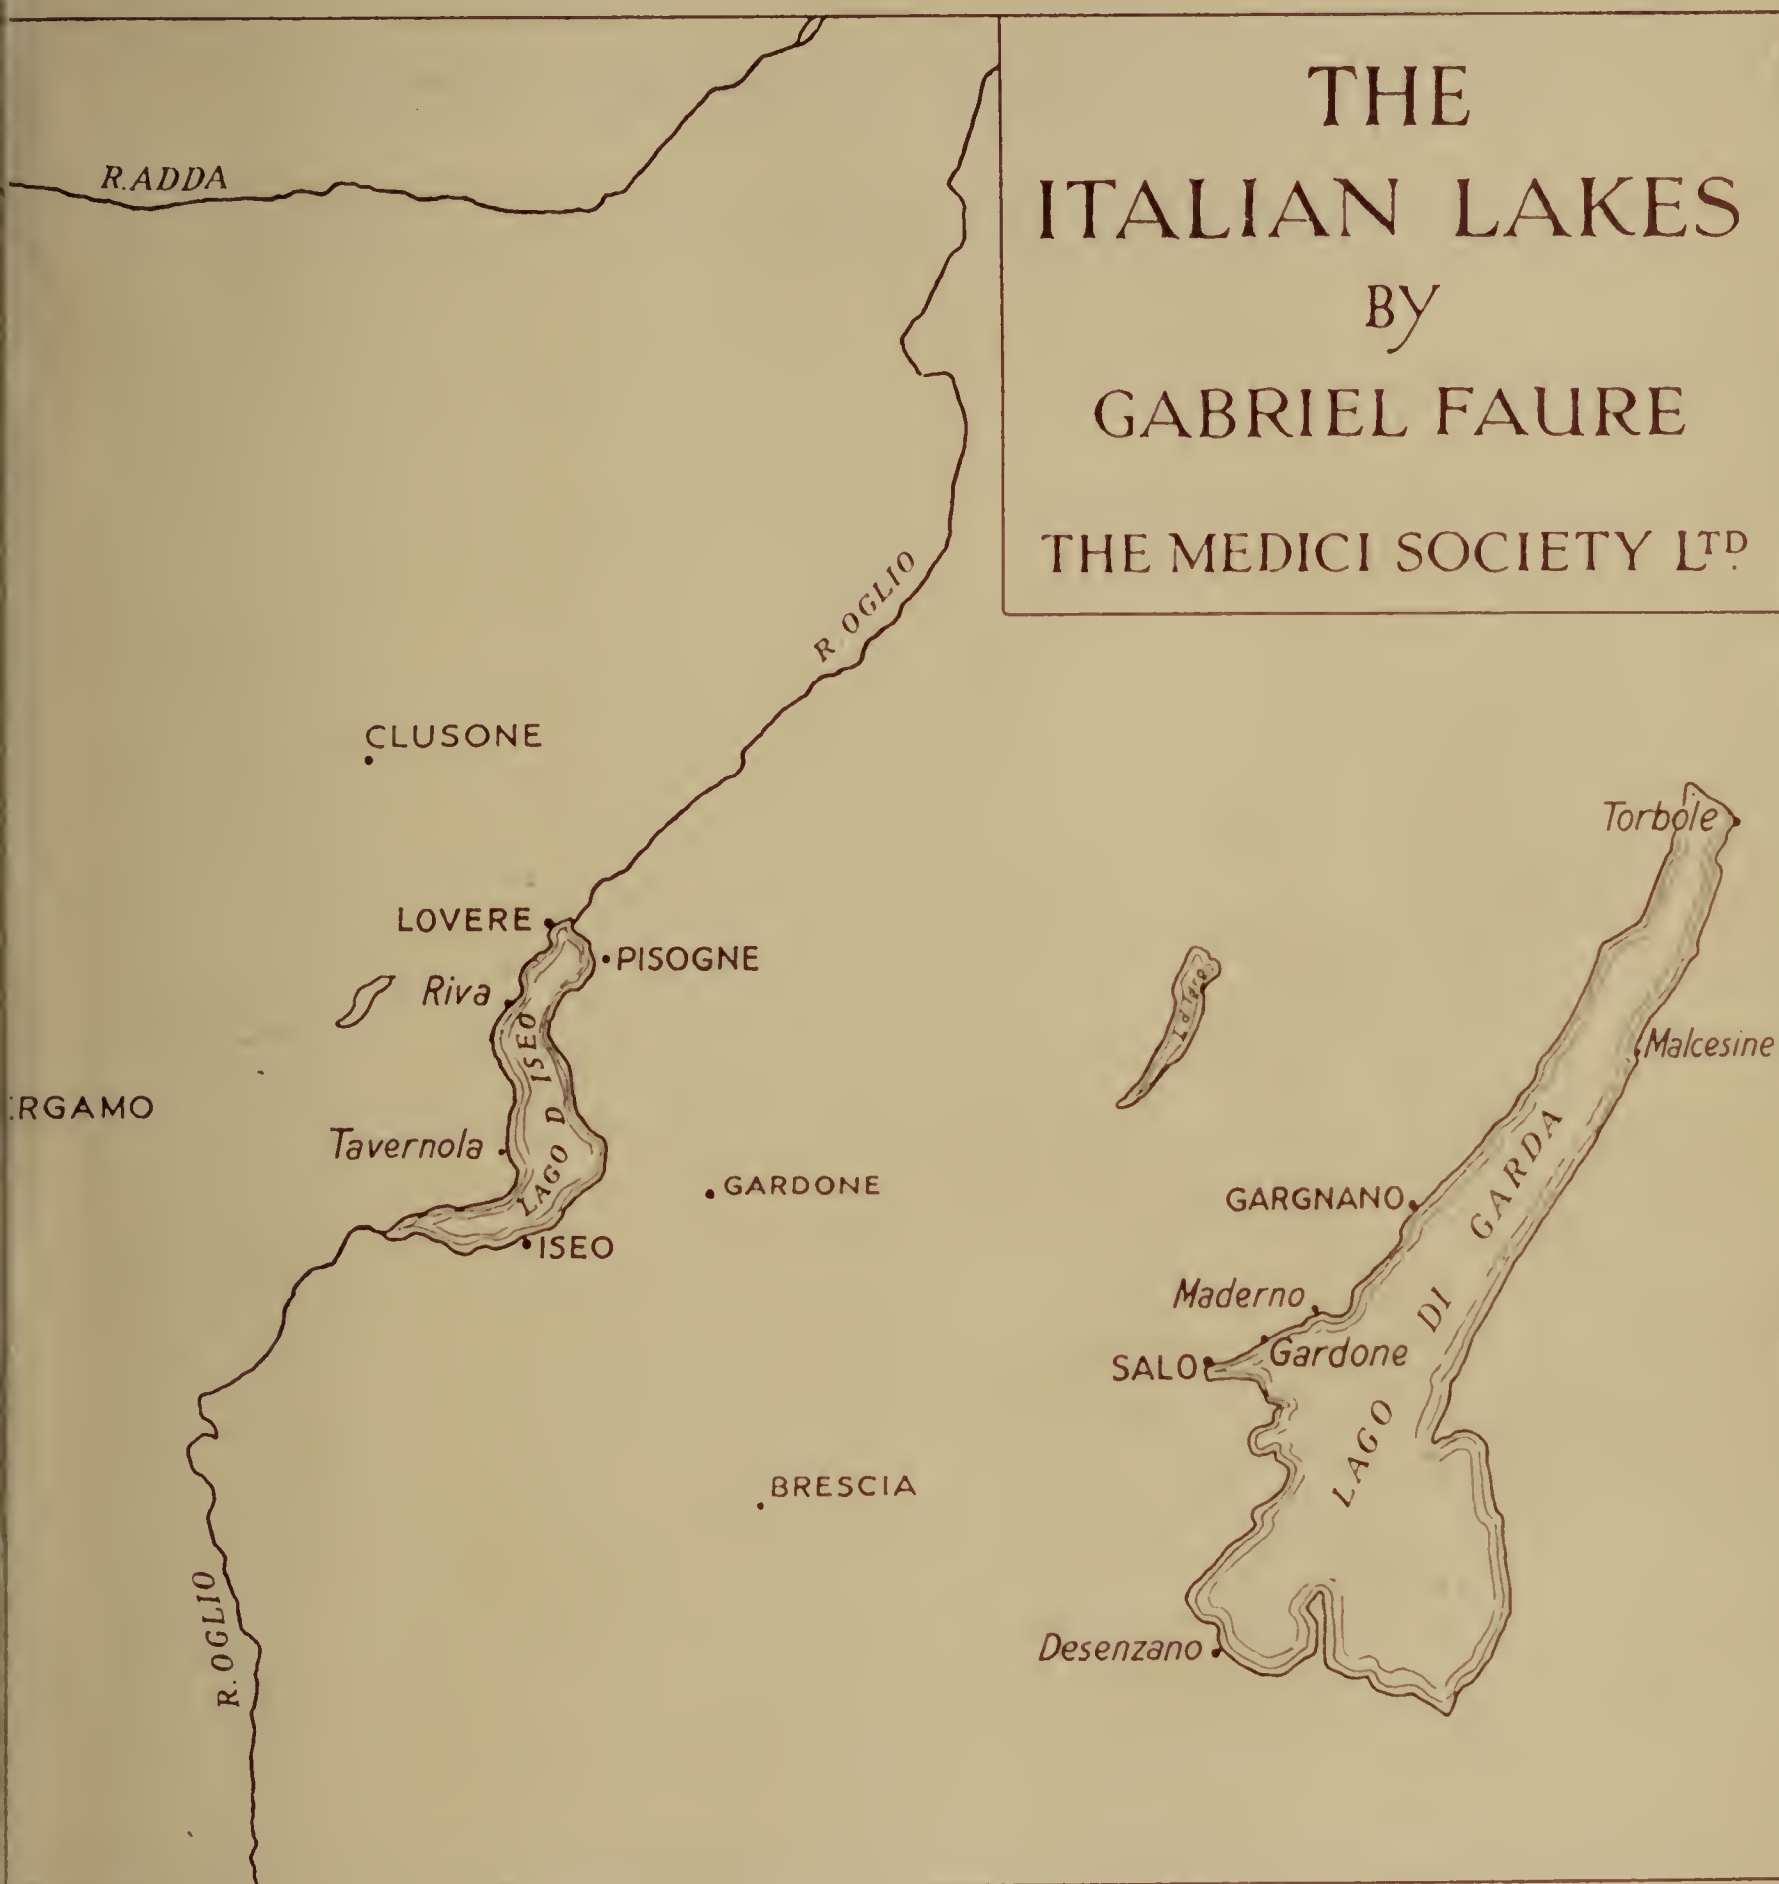 THE
ITALIAN LAKES
BY
GABRIEL FAURE
THE MEDICI SOCIETY LTD.
R. ADDA
R. OGLIO
CLUSONE
Torbole
LOVERE
PISOGNE
Riva
LAGO D ISEO
I d'Idro
Malcesine
RGAMO
Tavernola
GARDONE
GARGNANO
ISEO
Maderno
Gardone
SALO
LAGO DI GARDA
BRESCIA
R. OGLIO
Desenzano